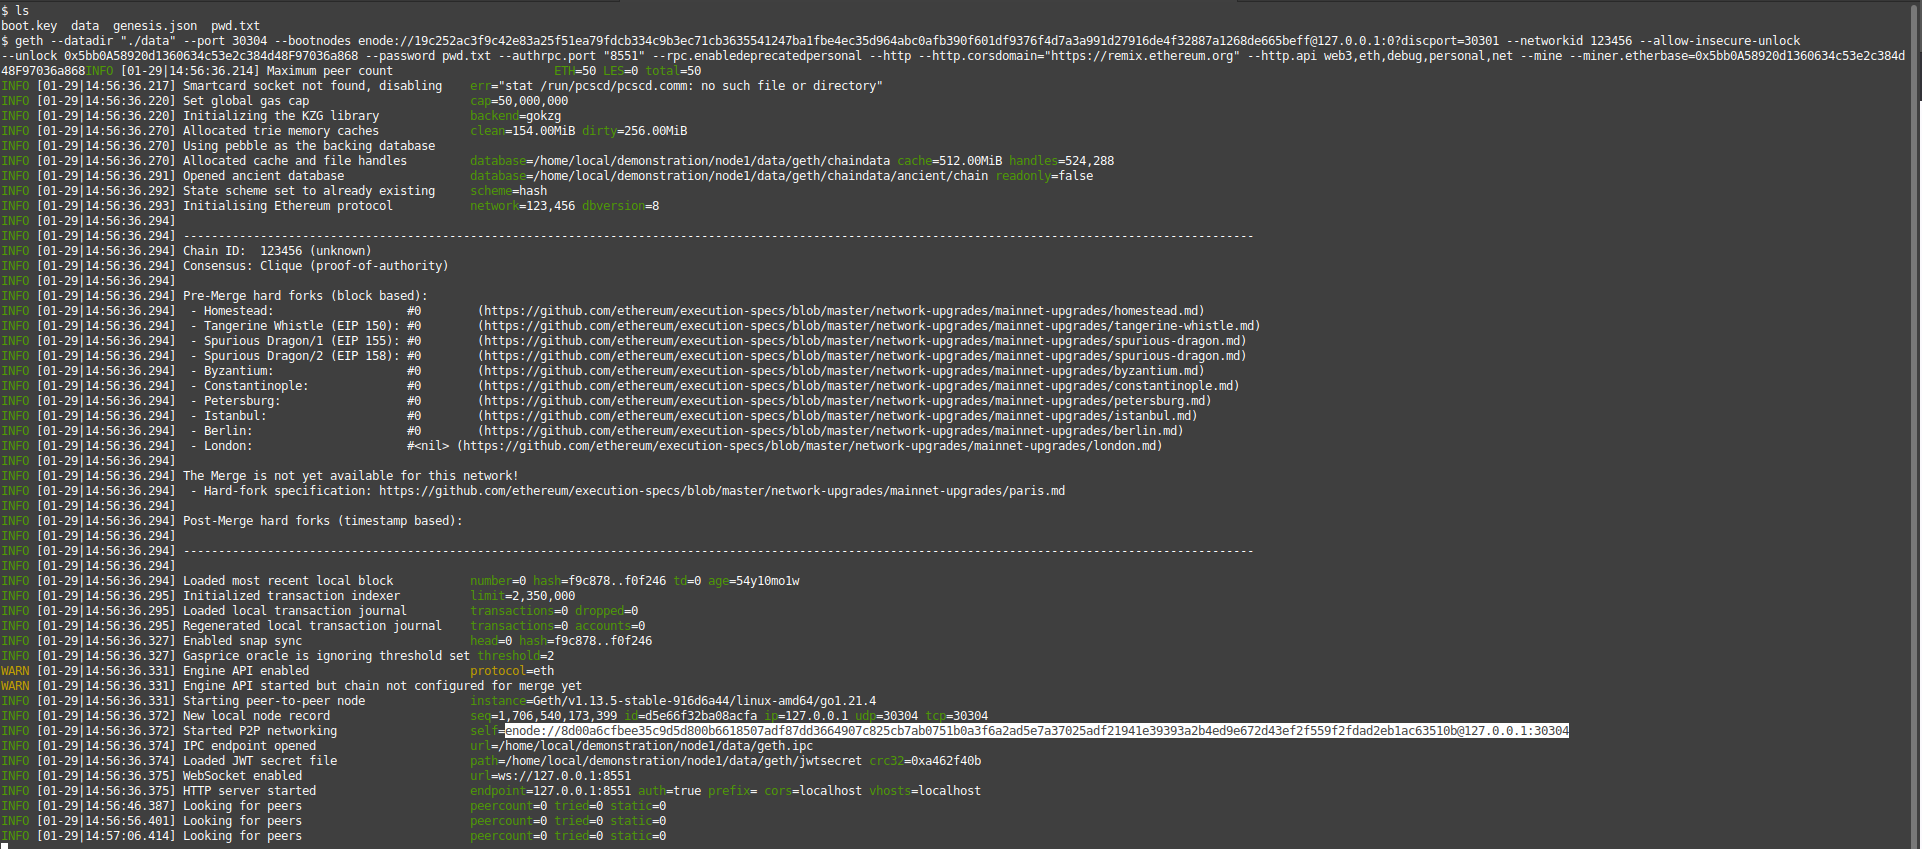 $ ls
boot.key  data  genesis.json  pwd.txt
$ geth --datadir "./data" --port 30304 --bootnodes enode://19c252ac3f9c42e83a25f51ea79fdcb334c9b3ec71cb3635541247ba1fbe4ec35d964abc0afb390f601df9376f4d7a3a991d27916de4f32887a1268de665beff@127.0.0.1:0?discport=30301 --networkid 123456 --allow-insecure-unlock
--unlock 0x5bb0A58920d1360634c53e2c384d48F97036a868 --password pwd.txt --authrpc.port "8551" --rpc.enabledeprecatedpersonal --http --http.corsdomain="https://remix.ethereum.org" --http.api web3,eth,debug,personal,net --mine --miner.etherbase=0x5bb0A58920d1360634c53e2c384d
48F97036a868INFO [01-29|14:56:36.214] Maximum peer count                       ETH=50 LES=0 total=50
INFO [01-29|14:56:36.217] Smartcard socket not found, disabling    err="stat /run/pcscd/pcscd.comm: no such file or directory"
INFO [01-29|14:56:36.220] Set global gas cap                       cap=50,000,000
INFO [01-29|14:56:36.220] Initializing the KZG library             backend=gokzg
INFO [01-29|14:56:36.270] Allocated trie memory caches             clean=154.00MiB dirty=256.00MiB
INFO [01-29|14:56:36.270] Using pebble as the backing database
INFO [01-29|14:56:36.270] Allocated cache and file handles         database=/home/local/demonstration/node1/data/geth/chaindata cache=512.00MiB handles=524,288
INFO [01-29|14:56:36.291] Opened ancient database                  database=/home/local/demonstration/node1/data/geth/chaindata/ancient/chain readonly=false
INFO [01-29|14:56:36.292] State scheme set to already existing     scheme=hash
INFO [01-29|14:56:36.293] Initialising Ethereum protocol           network=123,456 dbversion=8
INFO [01-29|14:56:36.294]
INFO [01-29|14:56:36.294] ---------------------------------------------------------------------------------------------------------------------------------------------------------
INFO [01-29|14:56:36.294] Chain ID:  123456 (unknown)
INFO [01-29|14:56:36.294] Consensus: Clique (proof-of-authority)
INFO [01-29|14:56:36.294]
INFO [01-29|14:56:36.294] Pre-Merge hard forks (block based):
INFO [01-29|14:56:36.294]  - Homestead:                   #0        (https://github.com/ethereum/execution-specs/blob/master/network-upgrades/mainnet-upgrades/homestead.md)
INFO [01-29|14:56:36.294]  - Tangerine Whistle (EIP 150): #0        (https://github.com/ethereum/execution-specs/blob/master/network-upgrades/mainnet-upgrades/tangerine-whistle.md)
INFO [01-29|14:56:36.294]  - Spurious Dragon/1 (EIP 155): #0        (https://github.com/ethereum/execution-specs/blob/master/network-upgrades/mainnet-upgrades/spurious-dragon.md)
INFO [01-29|14:56:36.294]  - Spurious Dragon/2 (EIP 158): #0        (https://github.com/ethereum/execution-specs/blob/master/network-upgrades/mainnet-upgrades/spurious-dragon.md)
INFO [01-29|14:56:36.294]  - Byzantium:                   #0        (https://github.com/ethereum/execution-specs/blob/master/network-upgrades/mainnet-upgrades/byzantium.md)
INFO [01-29|14:56:36.294]  - Constantinople:              #0        (https://github.com/ethereum/execution-specs/blob/master/network-upgrades/mainnet-upgrades/constantinople.md)
INFO [01-29|14:56:36.294]  - Petersburg:                  #0        (https://github.com/ethereum/execution-specs/blob/master/network-upgrades/mainnet-upgrades/petersburg.md)
INFO [01-29|14:56:36.294]  - Istanbul:                    #0        (https://github.com/ethereum/execution-specs/blob/master/network-upgrades/mainnet-upgrades/istanbul.md)
INFO [01-29|14:56:36.294]  - Berlin:                      #0        (https://github.com/ethereum/execution-specs/blob/master/network-upgrades/mainnet-upgrades/berlin.md)
INFO [01-29|14:56:36.294]  - London:                      #<nil> (https://github.com/ethereum/execution-specs/blob/master/network-upgrades/mainnet-upgrades/london.md)
INFO [01-29|14:56:36.294]
INFO [01-29|14:56:36.294] The Merge is not yet available for this network!
INFO [01-29|14:56:36.294]  - Hard-fork specification: https://github.com/ethereum/execution-specs/blob/master/network-upgrades/mainnet-upgrades/paris.md
INFO [01-29|14:56:36.294]
INFO [01-29|14:56:36.294] Post-Merge hard forks (timestamp based):
INFO [01-29|14:56:36.294]
INFO [01-29|14:56:36.294] ---------------------------------------------------------------------------------------------------------------------------------------------------------
INFO [01-29|14:56:36.294]
INFO [01-29|14:56:36.294] Loaded most recent local block           number=0 hash=f9c878..f0f246 td=0 age=54y10mo1w
INFO [01-29|14:56:36.295] Initialized transaction indexer          limit=2,350,000
INFO [01-29|14:56:36.295] Loaded local transaction journal         transactions=0 dropped=0
INFO [01-29|14:56:36.295] Regenerated local transaction journal    transactions=0 accounts=0
INFO [01-29|14:56:36.327] Enabled snap sync                        head=0 hash=f9c878..f0f246
INFO [01-29|14:56:36.327] Gasprice oracle is ignoring threshold set threshold=2
WARN [01-29|14:56:36.331] Engine API enabled                       protocol=eth
WARN [01-29|14:56:36.331] Engine API started but chain not configured for merge yet
INFO [01-29|14:56:36.331] Starting peer-to-peer node               instance=Geth/v1.13.5-stable-916d6a44/linux-amd64/go1.21.4
INFO [01-29|14:56:36.372] New local node record                    seq=1,706,540,173,399 id=d5e66f32ba08acfa ip=127.0.0.1 udp=30304 tcp=30304
INFO [01-29|14:56:36.372] Started P2P networking                   self=enode://8d00a6cfbee35c9d5d800b6618507adf87dd3664907c825cb7ab0751b0a3f6a2ad5e7a37025adf21941e39393a2b4ed9e672d43ef2f559f2fdad2eb1ac63510b@127.0.0.1:30304
INFO [01-29|14:56:36.374] IPC endpoint opened                      url=/home/local/demonstration/node1/data/geth.ipc
INFO [01-29|14:56:36.374] Loaded JWT secret file                   path=/home/local/demonstration/node1/data/geth/jwtsecret crc32=0xa462f40b
INFO [01-29|14:56:36.375] WebSocket enabled                        url=ws://127.0.0.1:8551
INFO [01-29|14:56:36.375] HTTP server started                      endpoint=127.0.0.1:8551 auth=true prefix= cors=localhost vhosts=localhost
INFO [01-29|14:56:46.387] Looking for peers                        peercount=0 tried=0 static=0
INFO [01-29|14:56:56.401] Looking for peers                        peercount=0 tried=0 static=0
INFO [01-29|14:57:06.414] Looking for peers                        peercount=0 tried=0 static=0